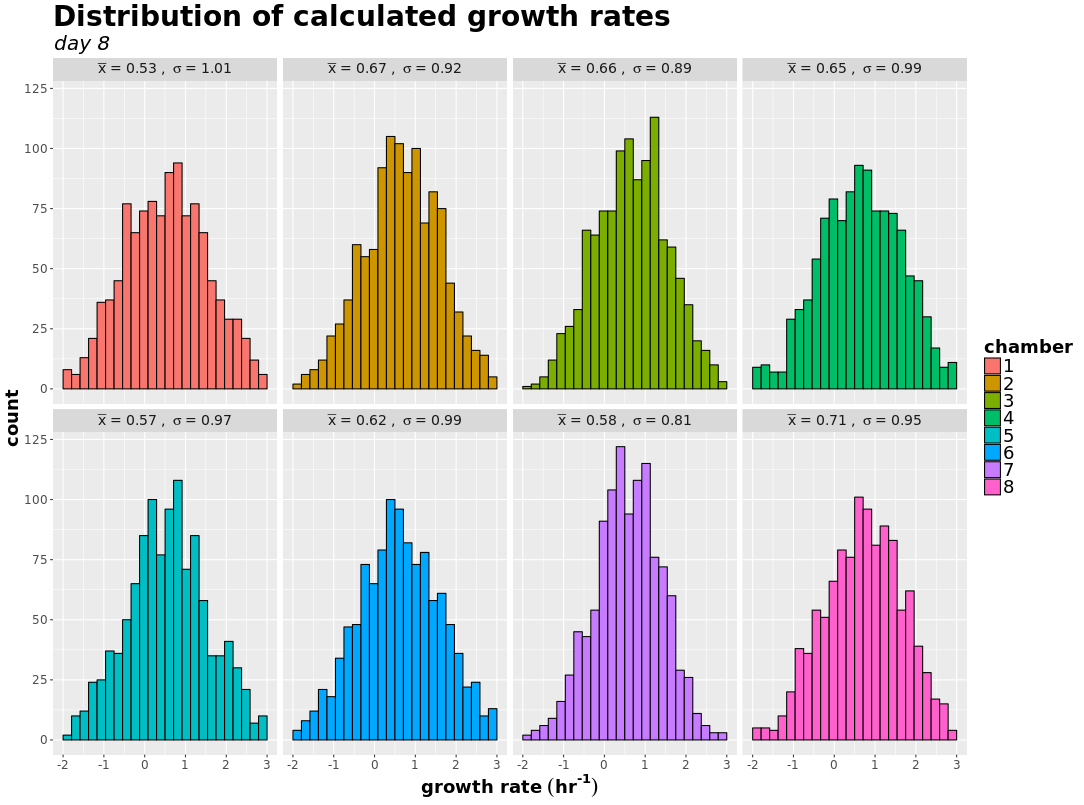 Distribution of calculated growth rates
day 8
x̅ = 0.53 , σ = 1.01
x̅ = 0.67 , σ = 0.92
x̅ = 0.66 , σ = 0.89
x̅ = 0.65 , σ = 0.99
125
100
75
50
25
0
x̅ = 0.57 , σ = 0.97
x̅ = 0.62 , σ = 0.99
x̅ = 0.58 , σ = 0.81
x̅ = 0.71 , σ = 0.95
125
100
75
50
25
0
-2 -1 0 1 2 3
-2 -1 0 1 2 3
-2 -1 0 1 2 3
-2 -1 0 1 2 3
count
growth rate (hr⁻¹)
chamber
1
2
3
4
5
6
7
8